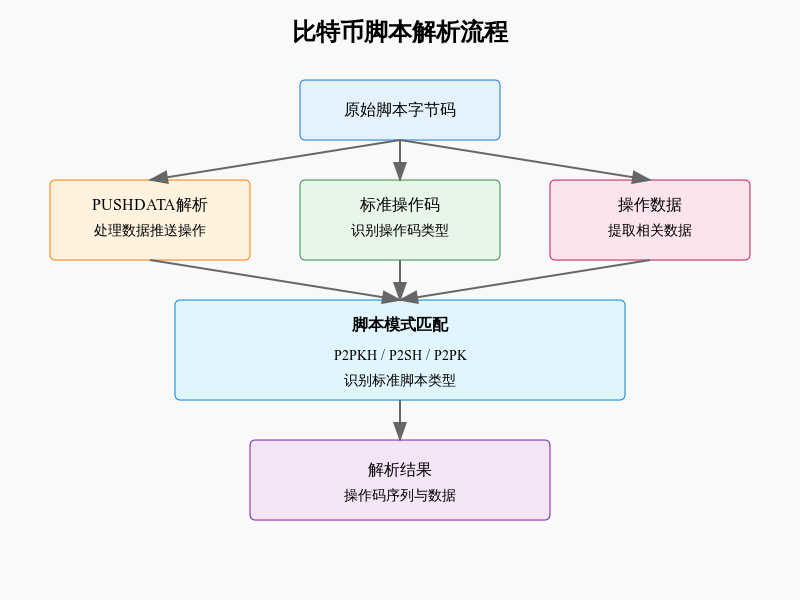 比特币脚本解析流程
原始脚本字节码
PUSHDATA解析
处理数据推送操作
标准操作码
识别操作码类型
操作数据
提取相关数据
脚本模式匹配
P2PKH / P2SH / P2PK
识别标准脚本类型
解析结果
操作码序列与数据